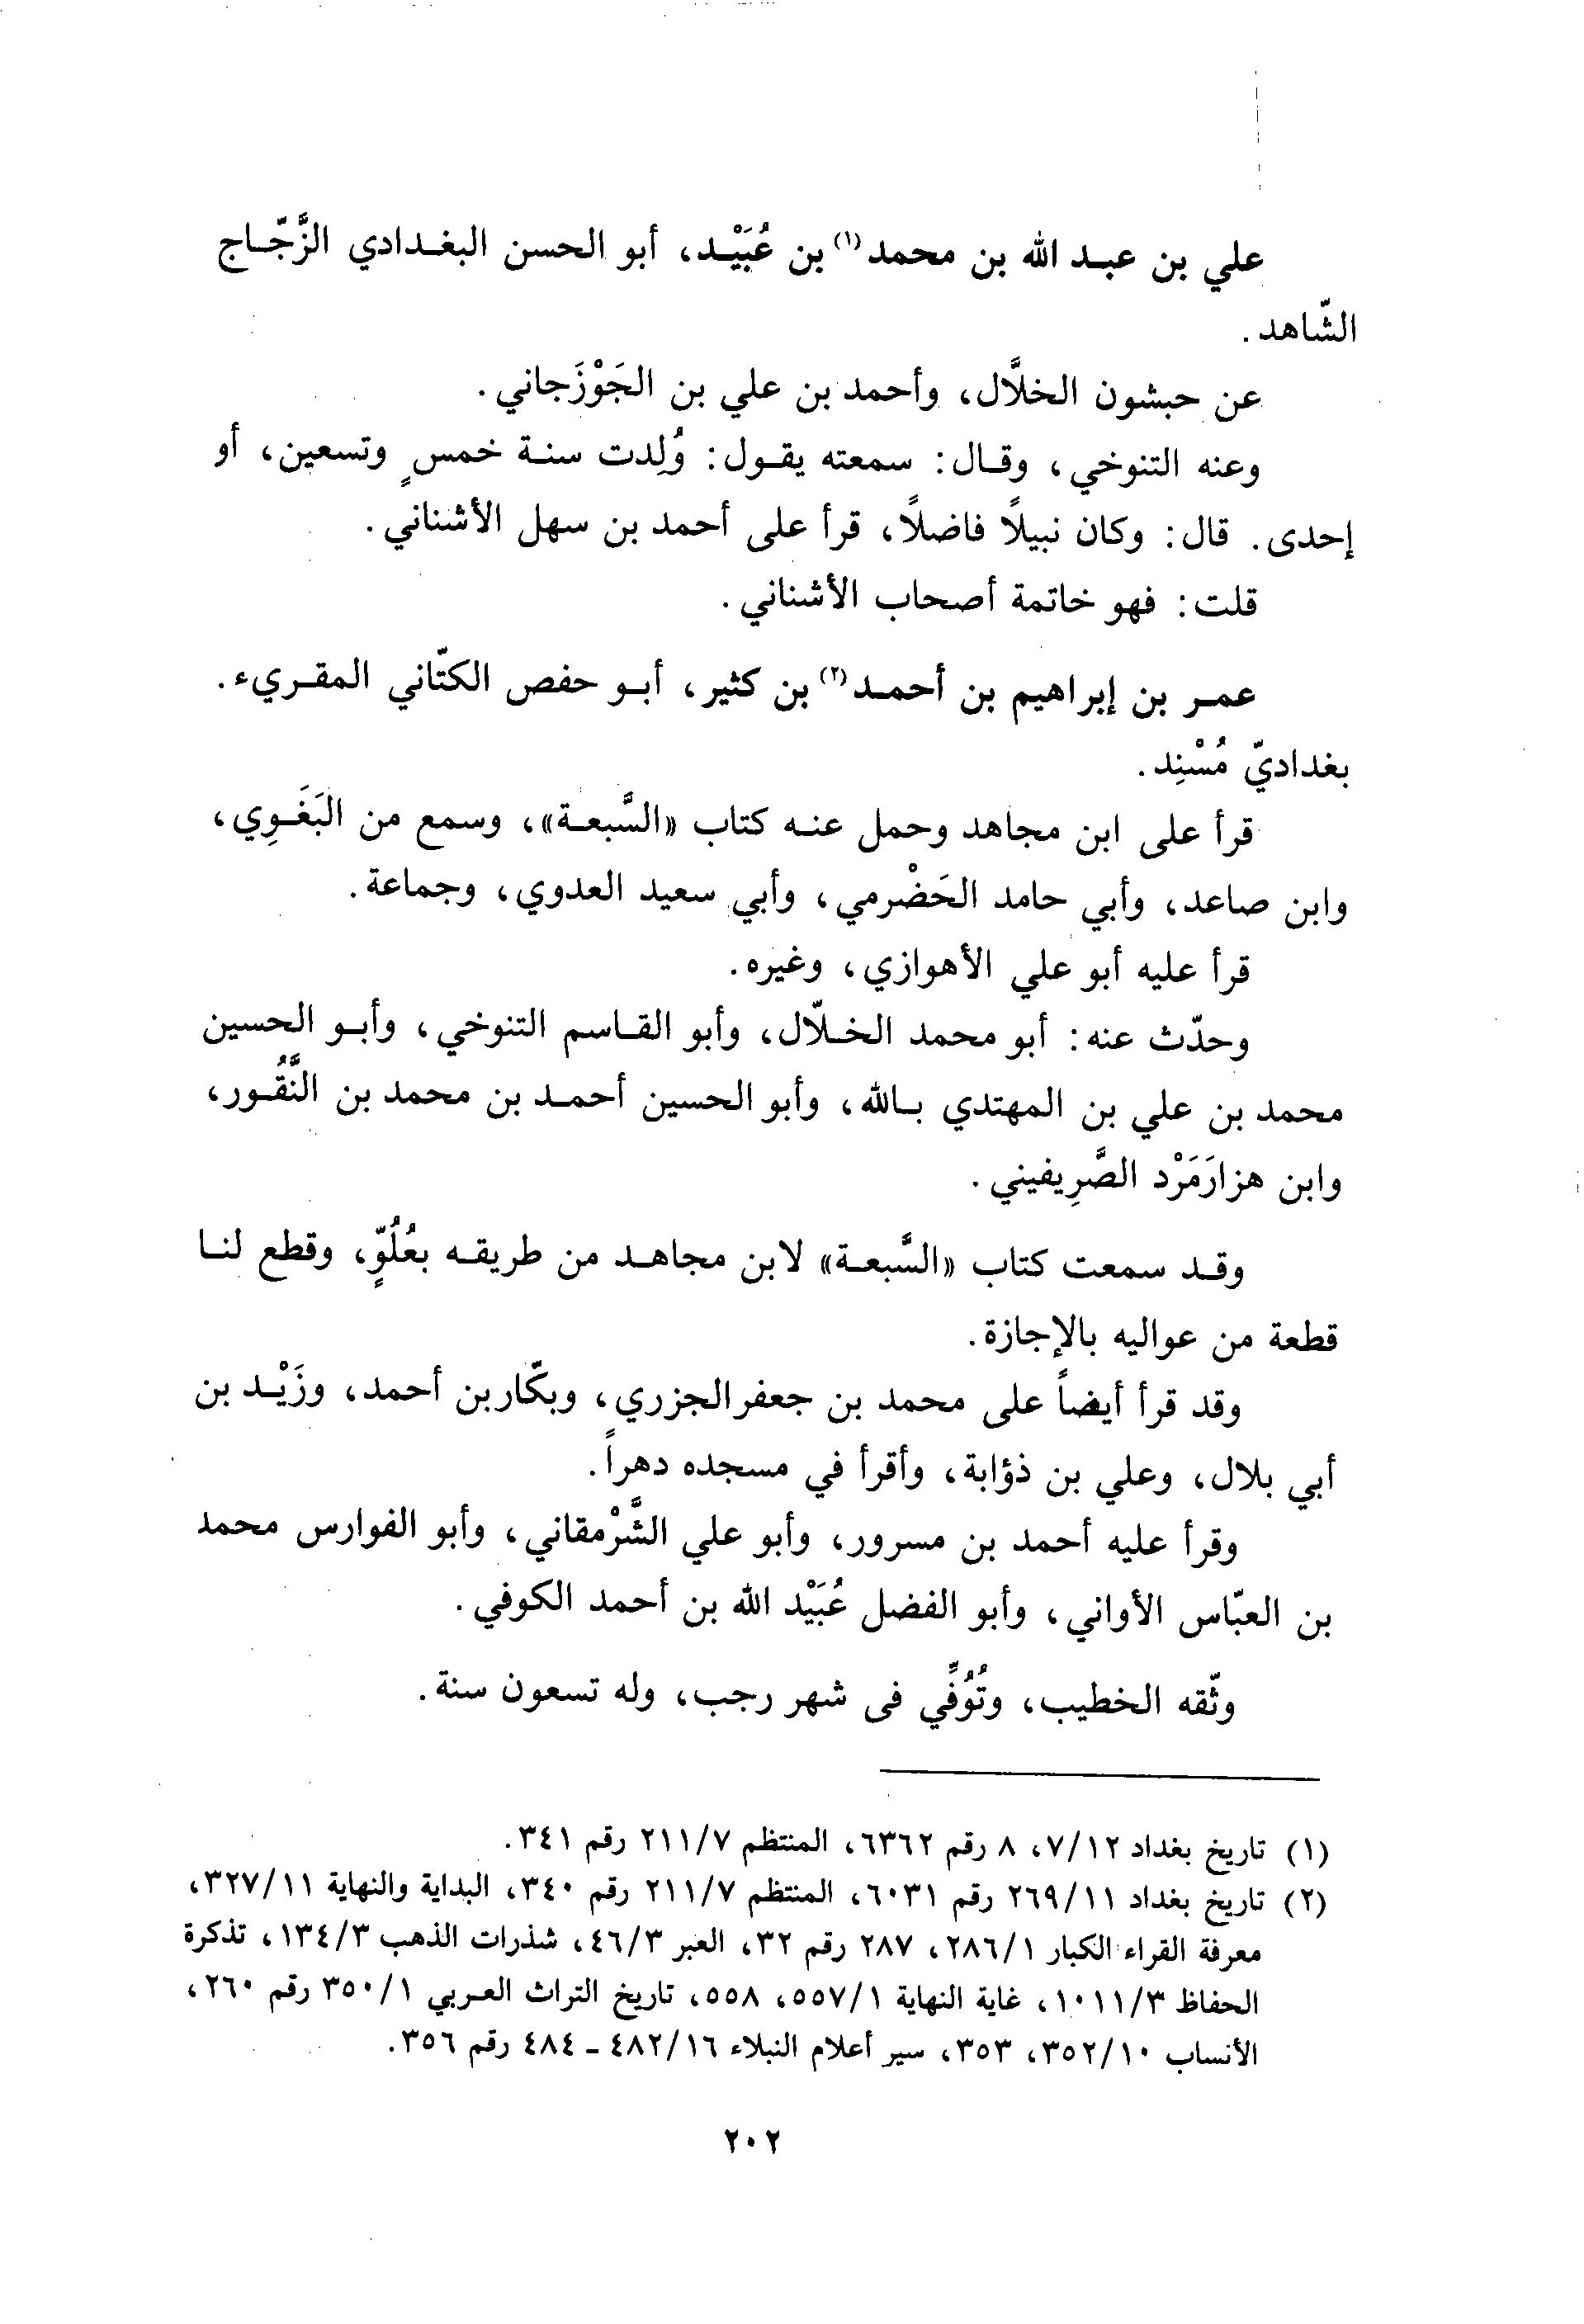 علي بن عبد الله بن محمد(١) بن عُبَيْد، أبو الحسن البغدادي الزَّجّاج
الشّاهد.
عن حبشون الخلَّال، وأحمد بن علي بن الجَوْزَجاني.
وعنه التنوخي، وقال: سمعته يقول: وُلِدت سنة خمسٍ وتسعين، أو
إحدى. قال: وكان نبيلاً فاضلاً، قرأ على أحمد بن سهل الأشناني.
قلت: فهو خاتمة أصحاب الأشناني.
عمر بن إبراهيم بن أحمد(٢) بن كثير، أبو حفص الكتّاني المقريء.
بغداديّ مُسْنِد.
قرأ على ابن مجاهد وحمل عنه كتاب «السَّبعة»، وسمع من البَغَوِي،
وابن صاعد، وأبي حامد الحَضْرمي، وأبي سعيد العدوي، وجماعة.
قرأ عليه أبو علي الأهوازي، وغيره.
وحدّث عنه: أبو محمد الخلّال، وأبو القاسم التنوخي، وأبو الحسين
محمد بن علي بن المهتدي بالله، وأبو الحسين أحمد بن محمد بن النَّقُور،
وابن هزارَمَرْد الصَّرِيفيني.
وقد سمعت كتاب «السَّبعة» لابن مجاهد من طريقه بعُلُوٍّ، وقطع لنا
قطعة من عواليه بالإجازة.
وقد قرأ أيضاً على محمد بن جعفر الجزري، وبكّار بن أحمد، وزَيْد بن
أبي بلال، وعلي بن ذؤابة، وأقرأ في مسجده دهراً.
وقرأ عليه أحمد بن مسرور، وأبو علي الشَّرْمقاني، وأبو الفوارس محمد
بن العبّاس الأواني، وأبو الفضل عُبَيْد الله بن أحمد الكوفي.
وثّقه الخطيب، وتُوُفِّي فى شهر رجب، وله تسعون سنة.
(١) تاريخ بغداد ٧/١٢، ٨ رقم ٦٣٦٢، المنتظم ٢١١/٧ رقم ٣٤١.
(٢) تاريخ بغداد ٢٦٩/١١ رقم ٦٠٣١، المنتظم ٢١١/٧ رقم ٣٤٠، البداية والنهاية ٣٢٧/١١،
معرفة القراء الكبار ٢٨٦/١، ٢٨٧ رقم ٣٢، العبر ٤٦/٣، شذرات الذهب ١٣٤/٣، تذكرة
الحفاظ ١٠١١/٣، غاية النهاية ٥٥٧/١، ٥٥٨، تاريخ التراث العربي ٣٥٠/١ رقم ٢٦٠،
الأنساب ٣٥٢/١٠، ٣٥٣، سير أعلام النبلاء ٤٨٢/١٦ - ٤٨٤ رقم ٣٥٦.
٢٠٢